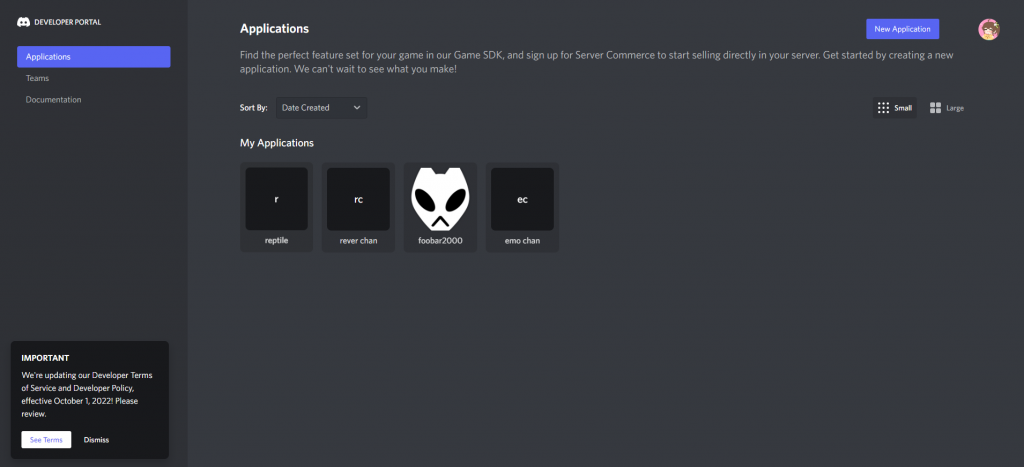 DEVELOPER PORTAL
Applications
Teams
Documentation
Applications
New Application
Find the perfect feature set for your game in our Game SDK, and sign up for Server Commerce to start selling directly in your server. Get started by creating a new
application. We can't wait to see what you make!
Sort By: Date Created
Small Large
My Applications
r rc ec
reptile rever chan foobar2000 emo chan
IMPORTANT
We're updating our Developer Terms
of Service and Developer Policy,
effective October 1, 2022! Please
review.
See Terms Dismiss